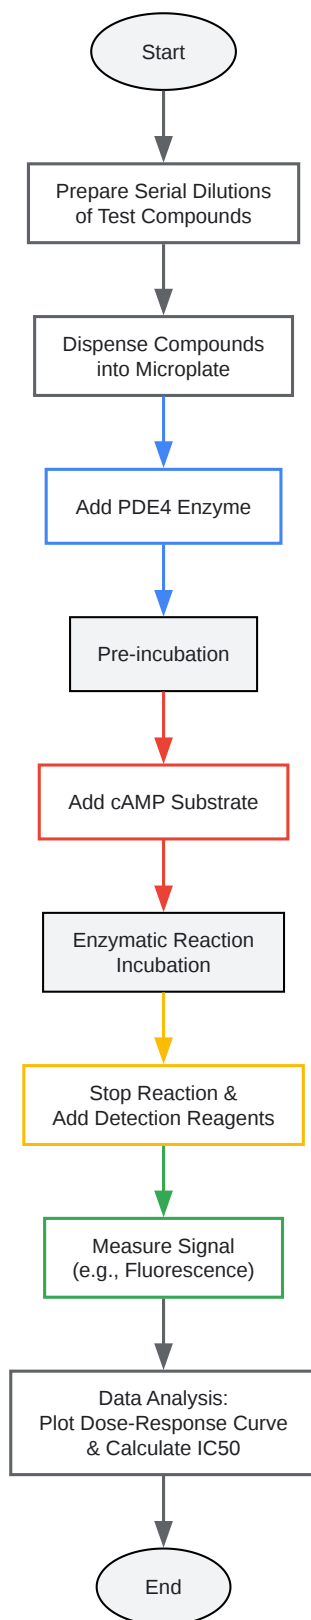 Start
Prepare Serial Dilutions
of Test Compounds
Dispense Compounds
into Microplate
Add PDE4 Enzyme
Pre-incubation
Add cAMP Substrate
Enzymatic Reaction
Incubation
Stop Reaction &
Add Detection Reagents
Measure Signal
(e.g., Fluorescence)
Data Analysis:
Plot Dose-Response Curve
& Calculate IC50
End